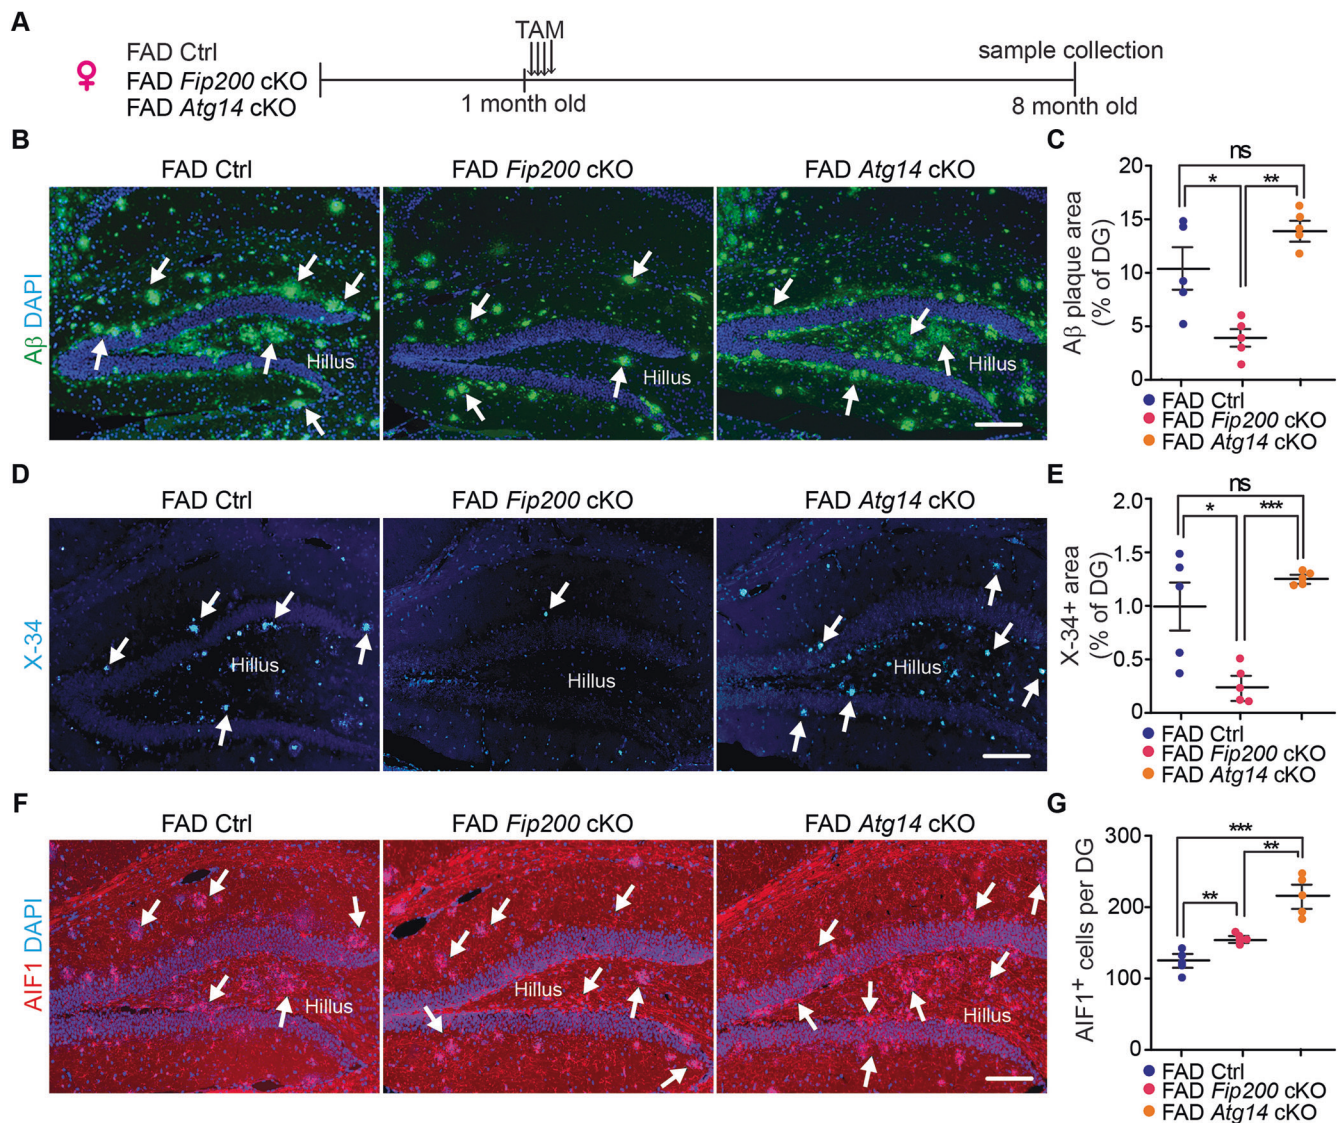 A
TAM
FAD Ctrl
FAD Fip200 cKO
FAD Atg14 cKO
sample collection
1 month old
8 month old
B
FAD Ctrl
FAD Fip200 cKO
FAD Atg14 cKO
Aβ DAPI
Hillus
Hillus
C
ns
*
**
20
15
10
5
0
Aβ plaque area
(% of DG)
FAD Ctrl
FAD Fip200 cKO
FAD Atg14 cKO
D
FAD Ctrl
FAD Fip200 cKO
FAD Atg14 cKO
X-34
Hillus
Hillus
Hillus
E
ns
*
***
2.0
1.5
1.0
0.5
0
X-34+ area
(% of DG)
FAD Ctrl
FAD Fip200 cKO
FAD Atg14 cKO
F
FAD Ctrl
FAD Fip200 cKO
FAD Atg14 cKO
AIF1 DAPI
Hillus
Hillus
Hillus
G
***
**
**
300
200
100
0
AIF1+ cells per DG
FAD Ctrl
FAD Fip200 cKO
FAD Atg14 cKO